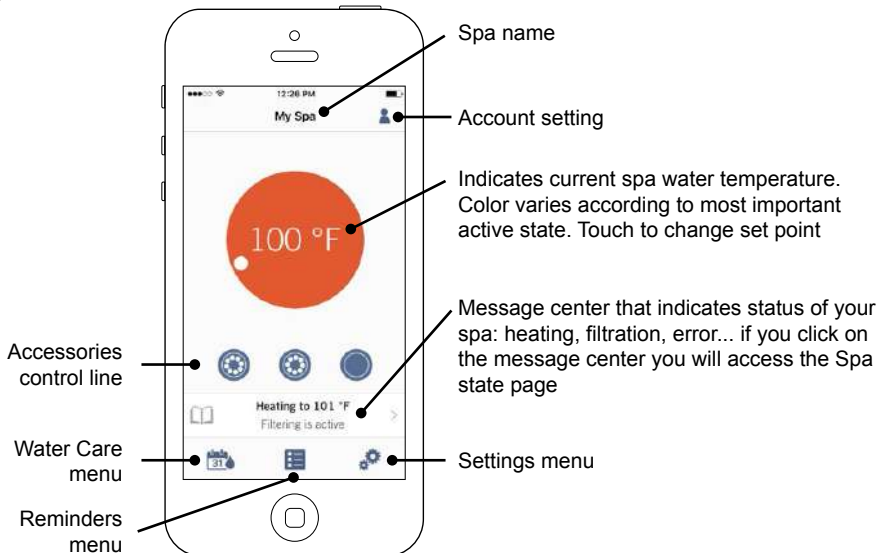 Spa name
12:26 PM
My Spa
Account setting
Indicates current spa water temperature.
Color varies according to most important
active state. Touch to change set point
100 °F
Message center that indicates status of your
spa: heating, filtration, error... if you click on
the message center you will access the Spa
state page
Accessories
control line
Heating to 101 °F
Filtering is active
Water Care
menu
31
Settings menu
Reminders
menu